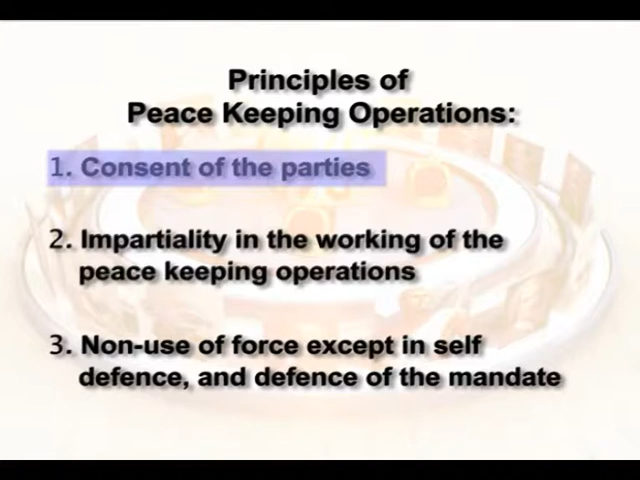 Principles of
Peace Keeping Operations:
1. Consent of the parties
2. Impartiality in the working of the
peace keeping operations
3. Non-use of force except in self
defence, and defence of the mandate